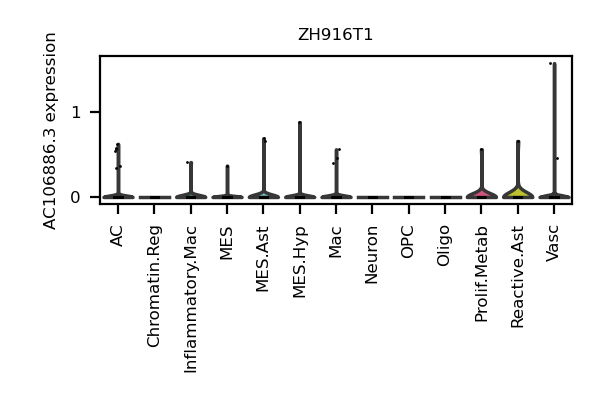 ZH916T1
AC106886.3 expression
1
0
AC
Chromatin.Reg
Inflammatory.Mac
MES
MES.Ast
MES.Hyp
Mac
Neuron
OPC
Oligo
Prolif.Metab
Reactive.Ast
Vasc